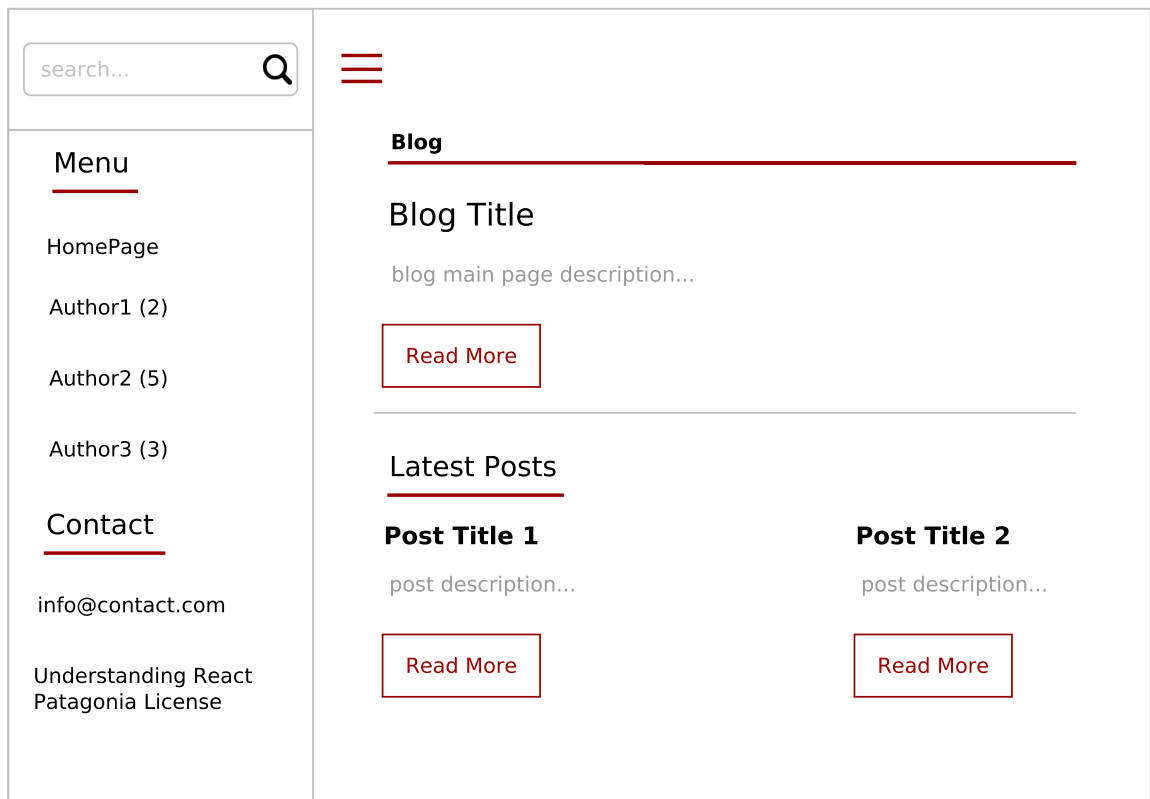 search...
Menu
HomePage
Author1 (2)
Author2 (5)
Author3 (3)
Contact
info@contact.com
Understanding React
Patagonia License
Blog
Blog Title
blog main page description...
Read More
Latest Posts
Post Title 1
post description...
Read More
Post Title 2
post description...
Read More